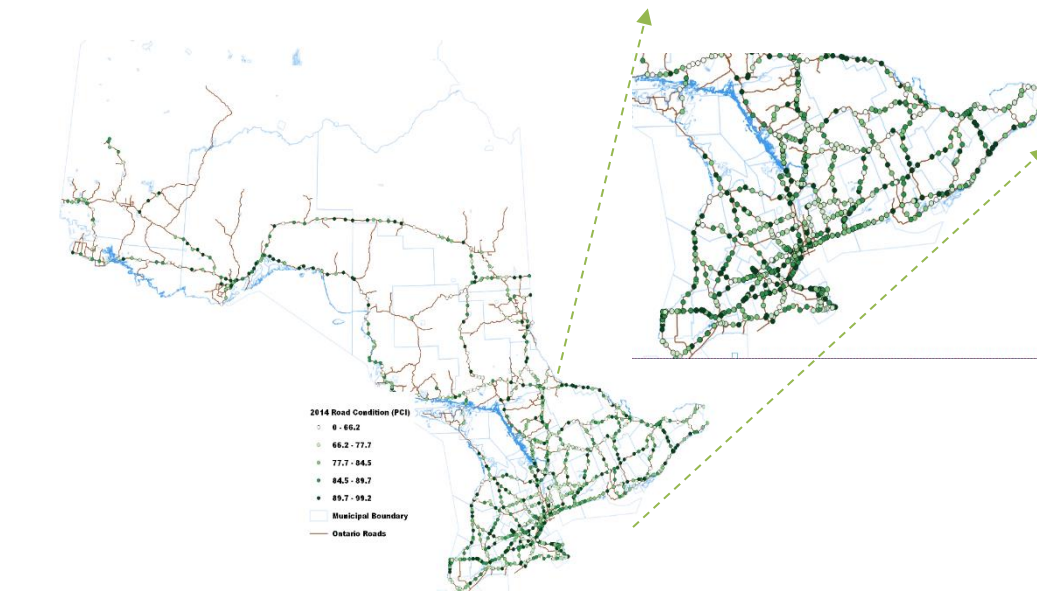 2014 Road Condition (PCI)
0 - 66.2
66.2 - 77.7
77.7 - 84.5
84.5 - 89.7
89.7 - 99.2
Municipal Boundary
Ontario Roads